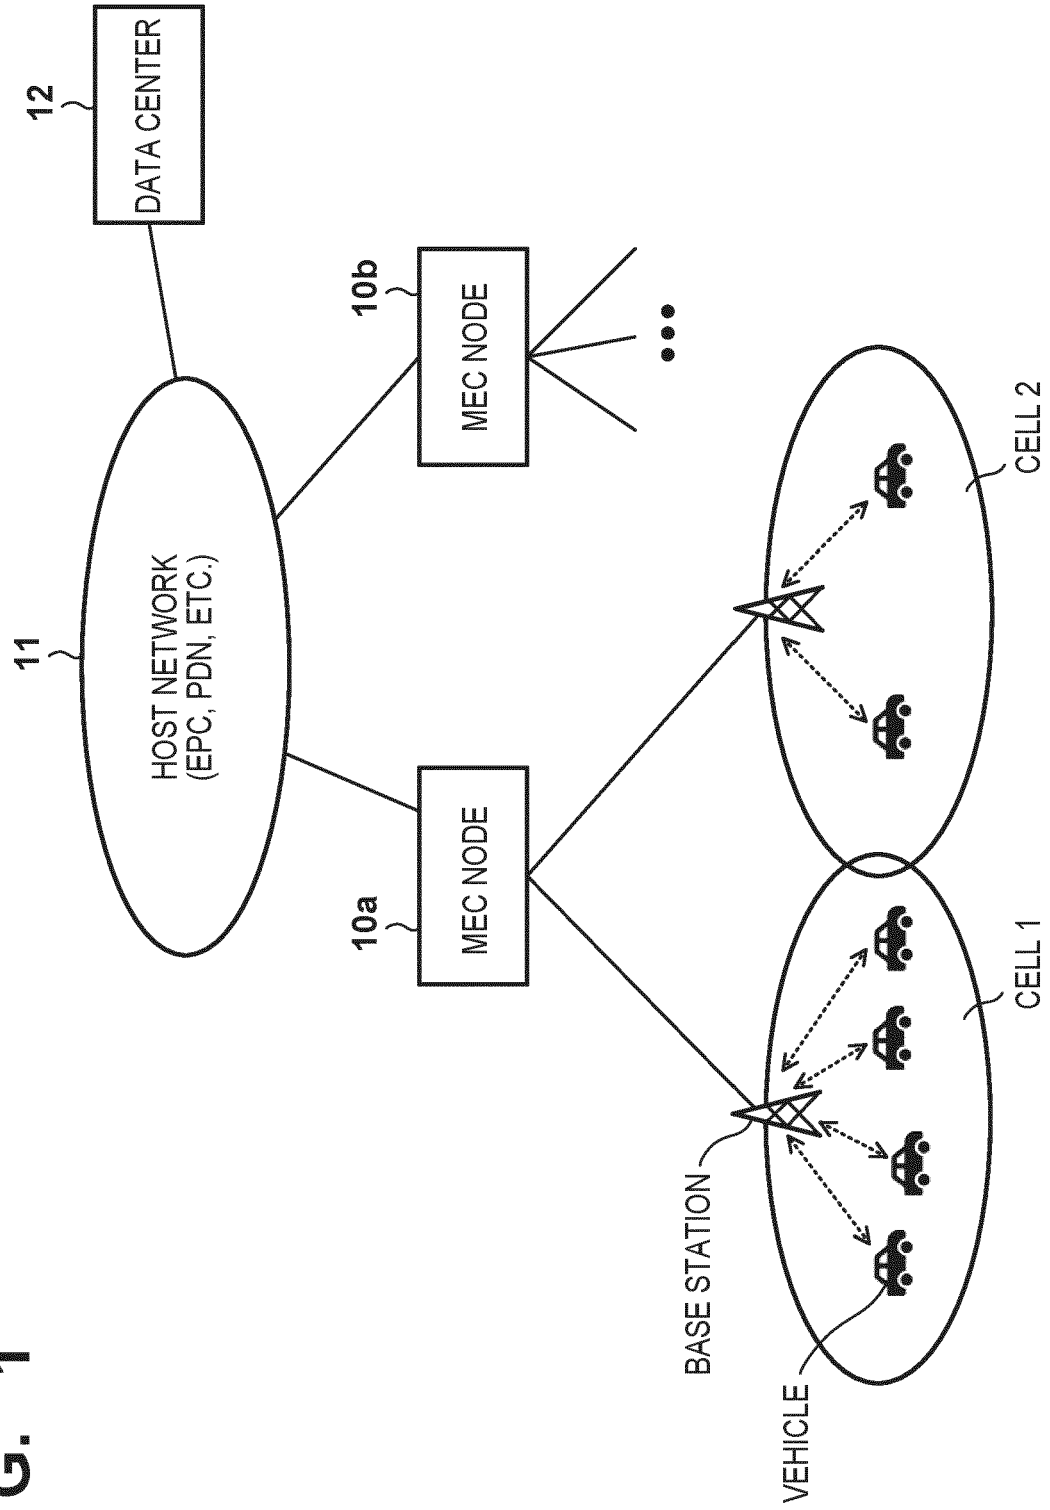 G. 1
11
HOST NETWORK
(EPC, PDN, ETC.)
12
DATA CENTER
10a
MEC NODE
10b
MEC NODE
BASE STATION
VEHICLE
CELL 1
CELL 2